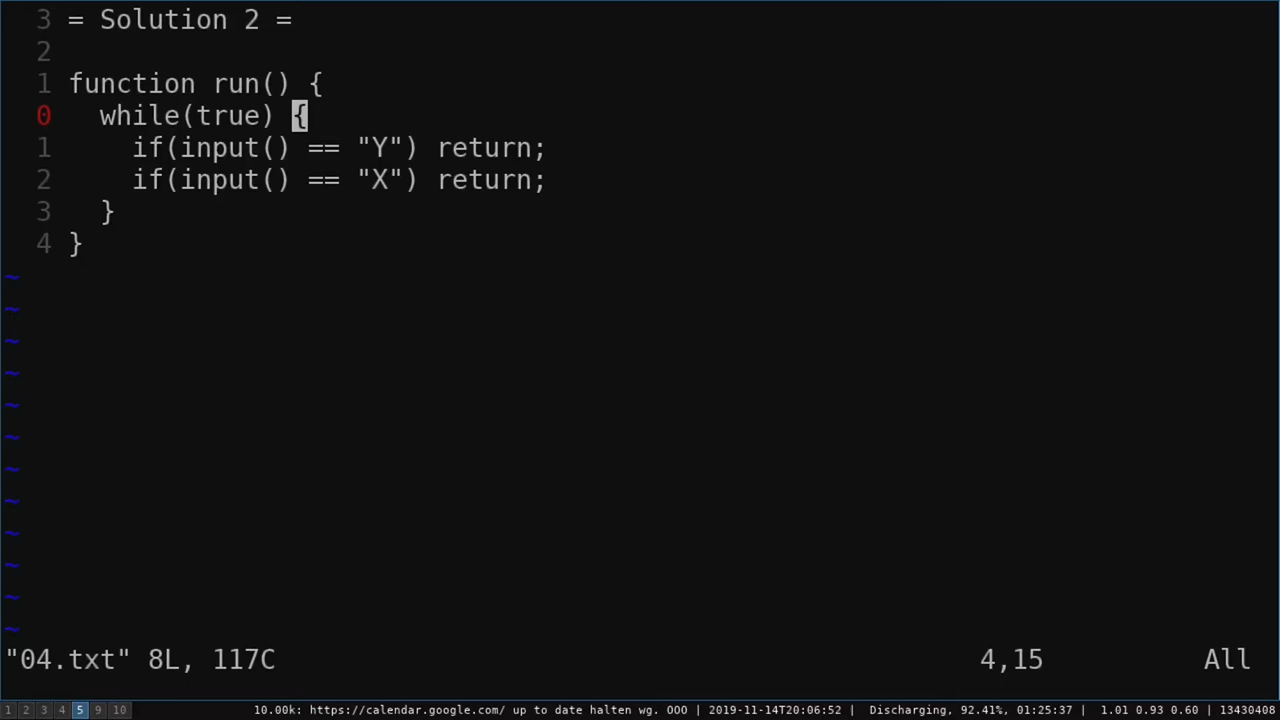 3 = Solution 2 =
2
1 function run() {
0   while(true) {
1     if(input() == "Y") return;
2     if(input() == "X") return;
3   }
4 }
~
~
~
~
~
~
~
~
~
~
~
~
"04.txt" 8L, 117C 4,15 All
1 2 3 4 5 9 10 10.00k: https://calendar.google.com/ up to date halten wg. OOO | 2019-11-14T20:06:52 | Discharging, 92.41%, 01:25:37 | 1.01 0.93 0.60 | 13430408